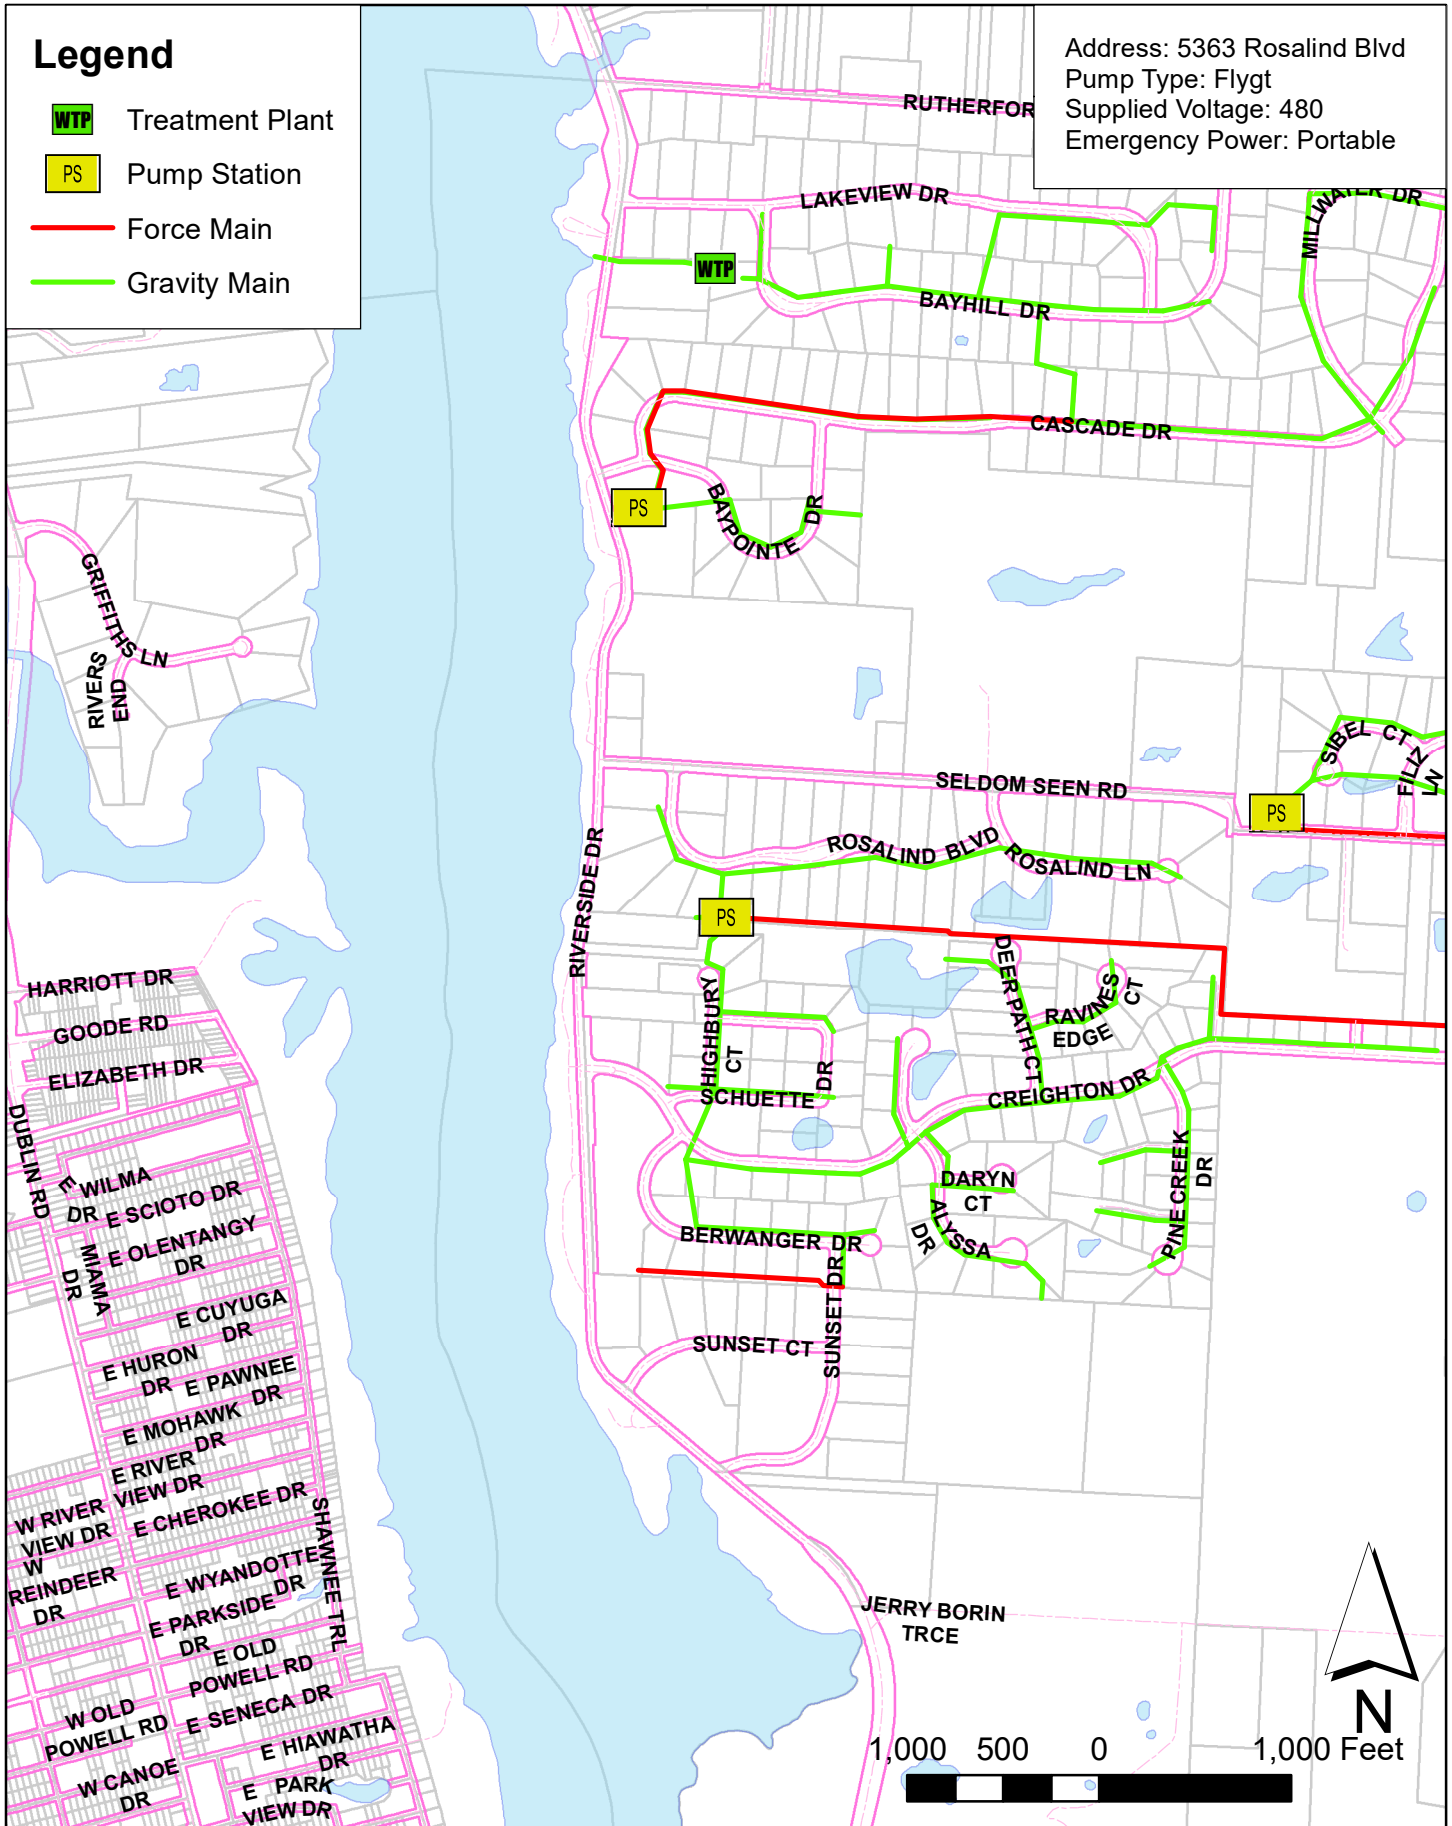 Legend
WTP Treatment Plant
PS Pump Station
Force Main
Gravity Main
Address: 5363 Rosalind Blvd
Pump Type: Flygt
Supplied Voltage: 480
Emergency Power: Portable
RUTHERFOR
LAKEVIEW DR
MILLWATER DR
WTP
BAYHILL DR
CASCADE DR
PS
BAYPOINTE DR
GRIFFITHS LN
RIVERS
END
SIBEL CT
FILIZ
LN
SELDOM SEEN RD
PS
RIVERSIDE DR
ROSALIND BLVD
ROSALIND LN
PS
DEER PATH CT
RAVINES
EDGE
CT
HARRIOTT DR
GOODE RD
ELIZABETH DR
HIGHBURY
CT
SCHUETTE
DR
CREIGHTON DR
DUBLIN RD
PINE CREEK
DR
DARYN
CT
ALYSSA
DR
E WILMA
DR
E SCIOTO DR
E OLENTANGY
DR
MIAMA
DR
BERWANGER DR
SUNSET DR
E CUYUGA
DR
SUNSET CT
E HURON
DR
E PAWNEE
DR
E MOHAWK
DR
E RIVER
VIEW DR
W RIVER
VIEW DR
E CHEROKEE DR
SHAWNEE TRL
W
REINDEER
DR
E WYANDOTTE
DR
E PARKSIDE
DR
JERRY BORIN
TRCE
E OLD
POWELL RD
W OLD
POWELL RD
E SENECA DR
E HIAWATHA
DR
W CANOE
DR
E PARK
VIEW DR
N
1,000 500 0 1,000 Feet